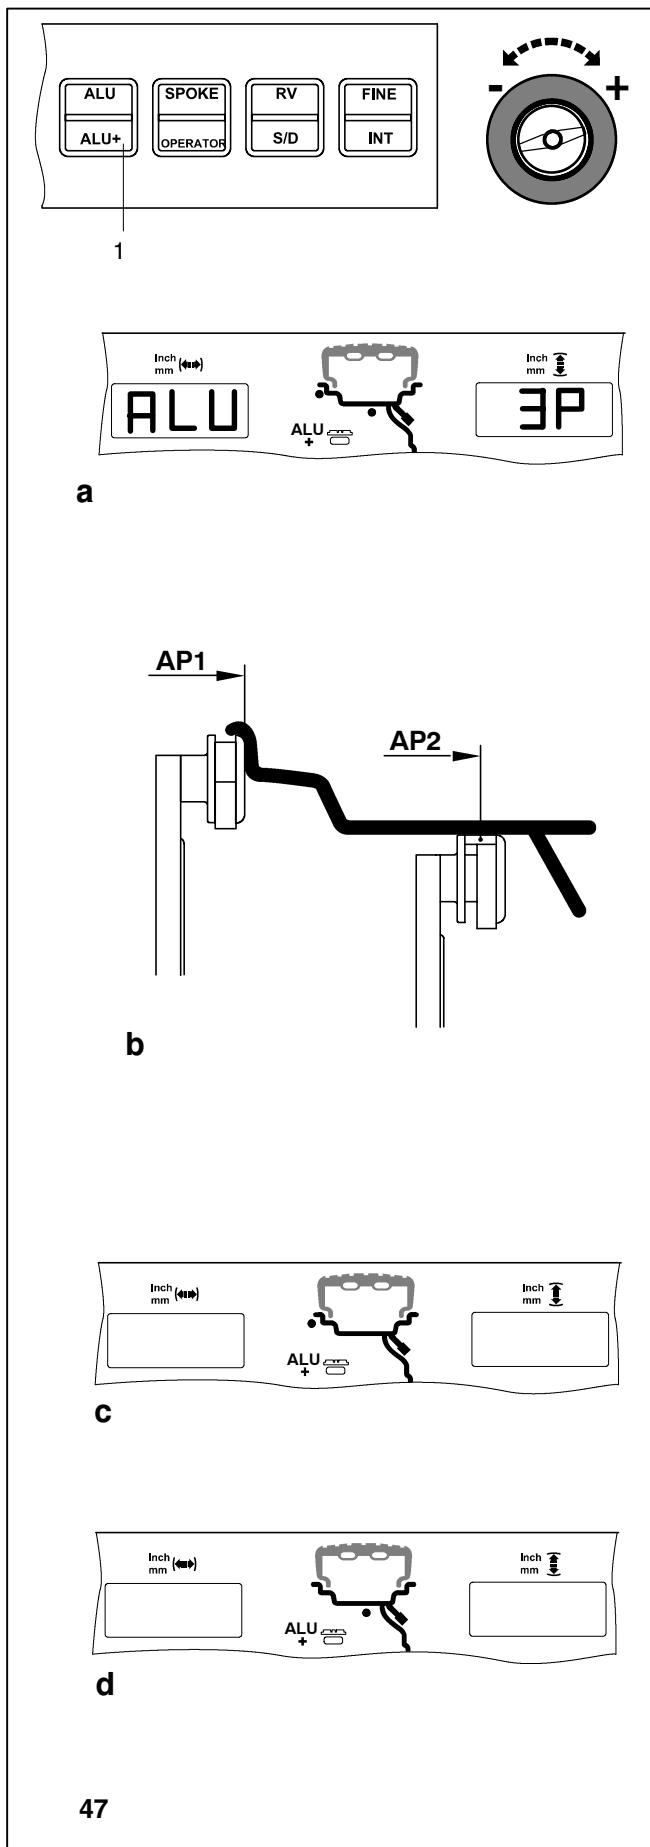 ALU SPOKE RV FINE
ALU+ OPERATOR S/D INT
- +
1
Inch
mm
Inch
mm
ALU 3P
ALU
+
a
AP1
AP2
b
Inch
mm
Inch
mm
ALU
+
c
Inch
mm
Inch
mm
ALU
+
d
47